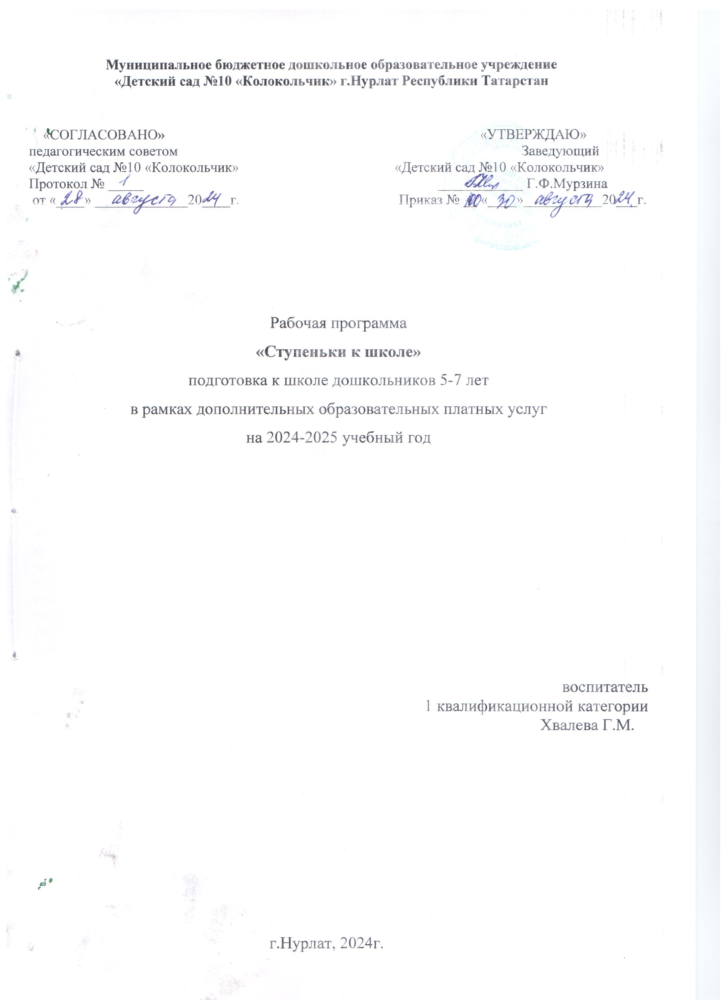 Муниципальное бюджетное дошкольное образовательное учреждение
«Детский сад №10 «Колокольчик» г.Нурлат Республики Татарстан
«СОГЛАСОВАНО»
педагогическим советом
«Детский сад №10 «Колокольчик»
Протокол № 1
от «28» августа 2024 г.
«УТВЕРЖДАЮ»
Заведующий
«Детский сад №10 «Колокольчик»
Г.Ф.Мурзина
Приказ № 100 «30» августа 2024 г.
Рабочая программа
«Ступеньки к школе»
подготовка к школе дошкольников 5-7 лет
в рамках дополнительных образовательных платных услуг
на 2024-2025 учебный год
воспитатель
1 квалификационной категории
Хвалева Г.М.
г.Нурлат, 2024г.